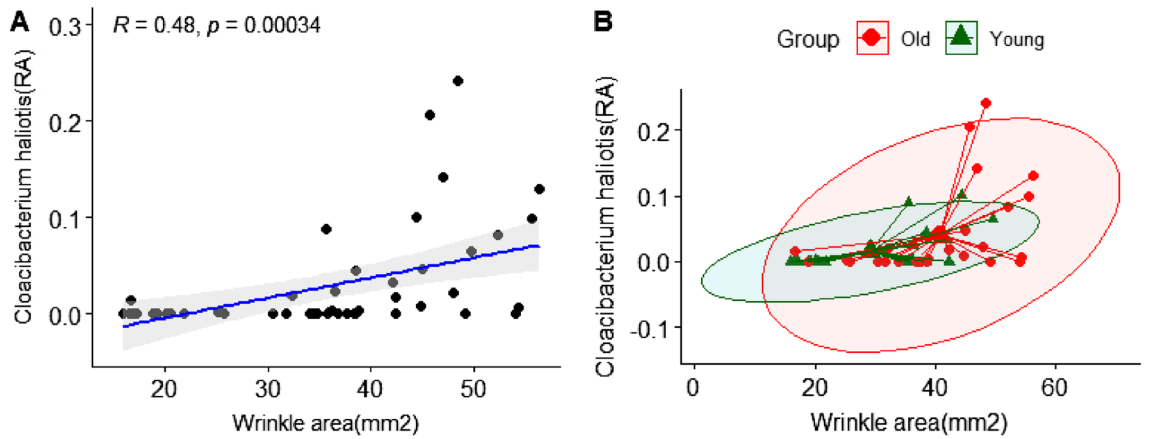 A
R = 0.48, p = 0.00034
Cloacibacterium haliotis(RA)
0.3
0.2
0.1
0.0
20 30 40 50
Wrinkle area(mm2)
B
Group Old Young
Cloacibacterium haliotis(RA)
0.2
0.1
0.0
-0.1
0 20 40 60
Wrinkle area(mm2)